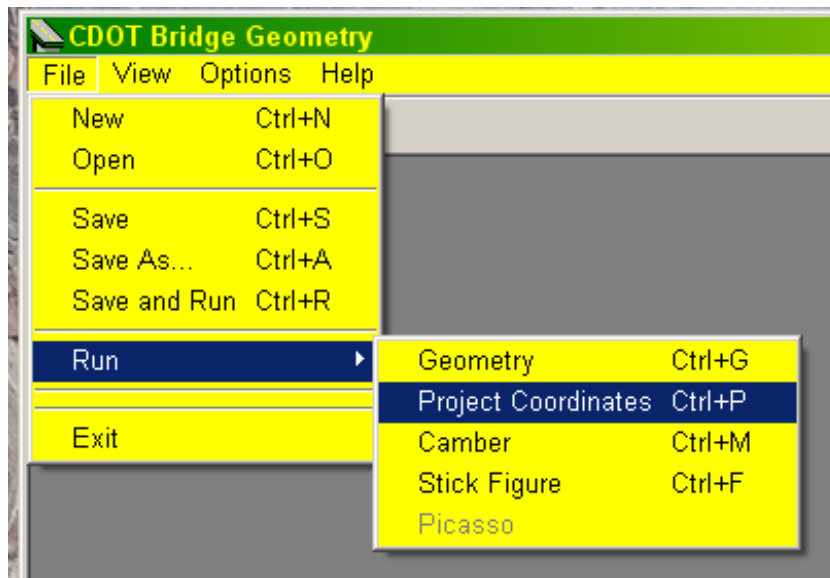 CDOT Bridge Geometry
File View Options Help
New Ctrl+N
Open Ctrl+O
Save Ctrl+S
Save As... Ctrl+A
Save and Run Ctrl+R
Run
Geometry Ctrl+G
Project Coordinates Ctrl+P
Camber Ctrl+M
Stick Figure Ctrl+F
Picasso
Exit